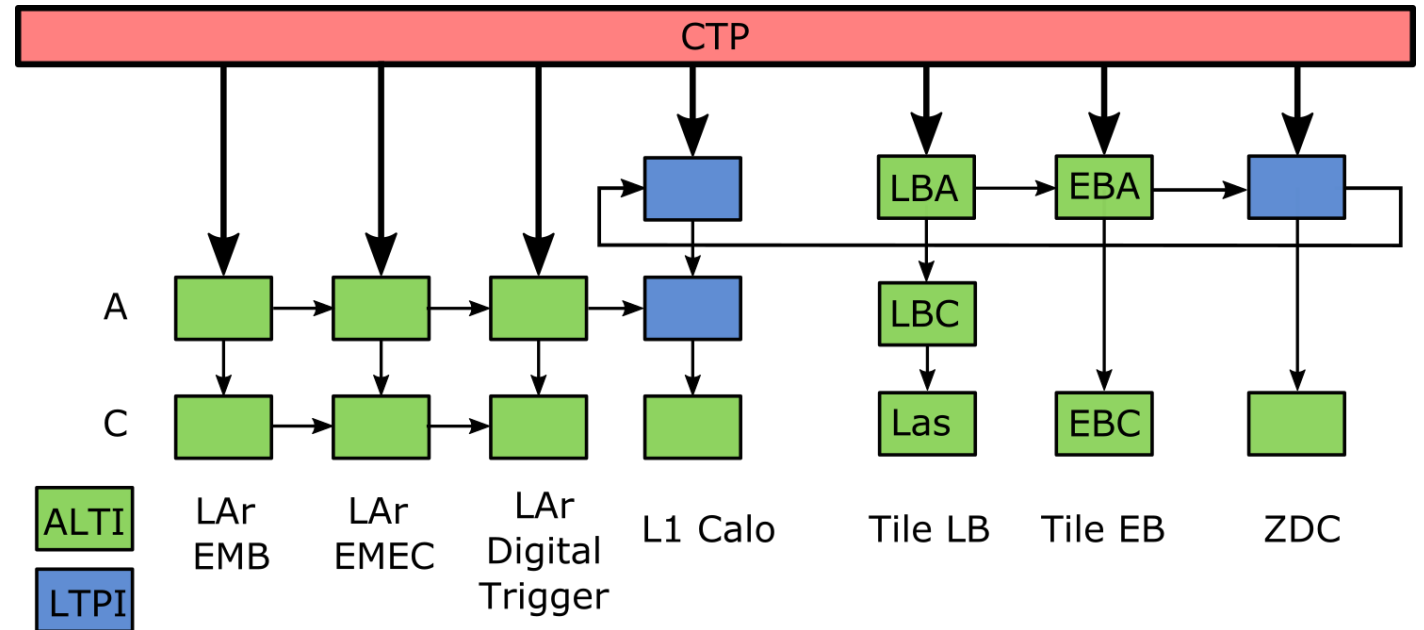 CTP
LBA
EBA
A
LBC
C
Las
EBC
ALTI
LTPI
LAr
EMB
LAr
EMEC
LAr
Digital
Trigger
L1 Calo
Tile LB
Tile EB
ZDC